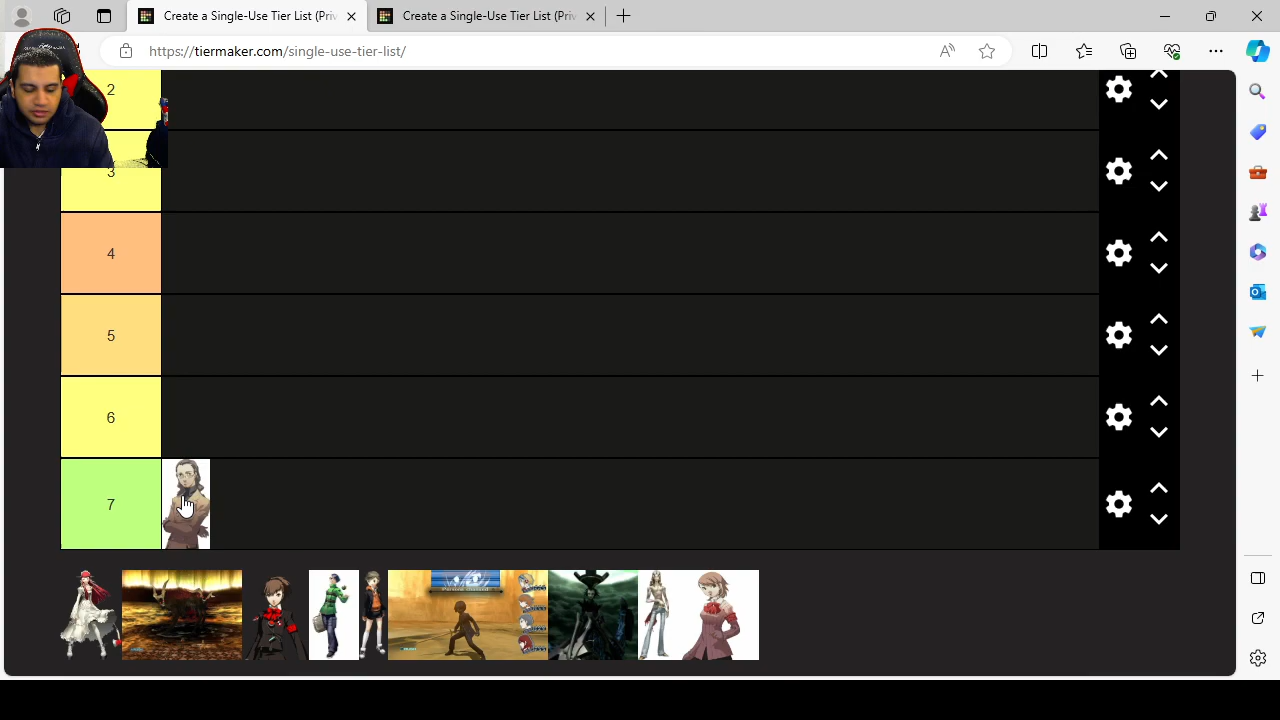 Create a Single-Use Tier List (Priv
Create a Single-Use Tier List (Priv
https://tiermaker.com/single-use-tier-list/
2
3
4
5
6
7